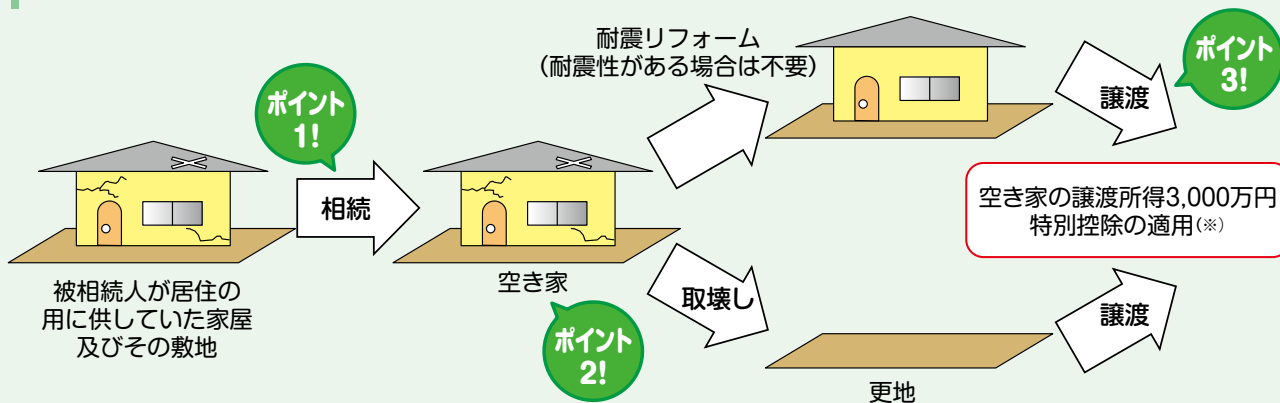 ポイント
1!
相続
被相続人が居住の
用に供していた家屋
及びその敷地
空き家
ポイント
2!
耐震リフォーム
（耐震性がある場合は不要）
取壊し
更地
譲渡
ポイント
3!
空き家の譲渡所得3,000万円
特別控除の適用(※)
譲渡